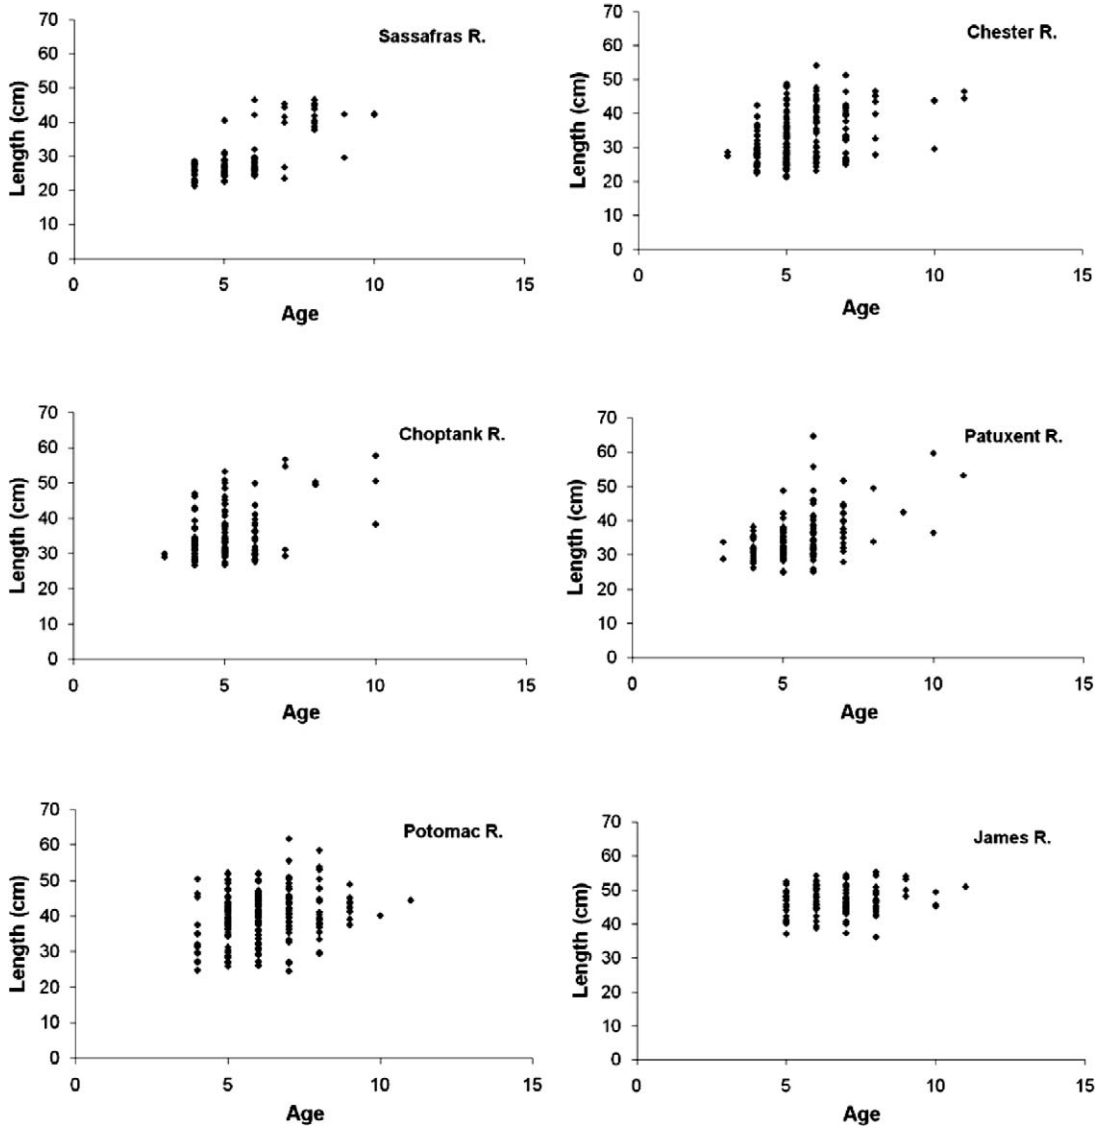 Sassafras R.
Length (cm)
70
60
50
40
30
20
10
0
0 5 10 15
Age
Chester R.
Length (cm)
70
60
50
40
30
20
10
0
0 5 10 15
Age
Choptank R.
Length (cm)
70
60
50
40
30
20
10
0
0 5 10 15
Age
Patuxent R.
Length (cm)
70
60
50
40
30
20
10
0
0 5 10 15
Age
Potomac R.
Length (cm)
70
60
50
40
30
20
10
0
0 5 10 15
Age
James R.
Length (cm)
70
60
50
40
30
20
10
0
0 5 10 15
Age